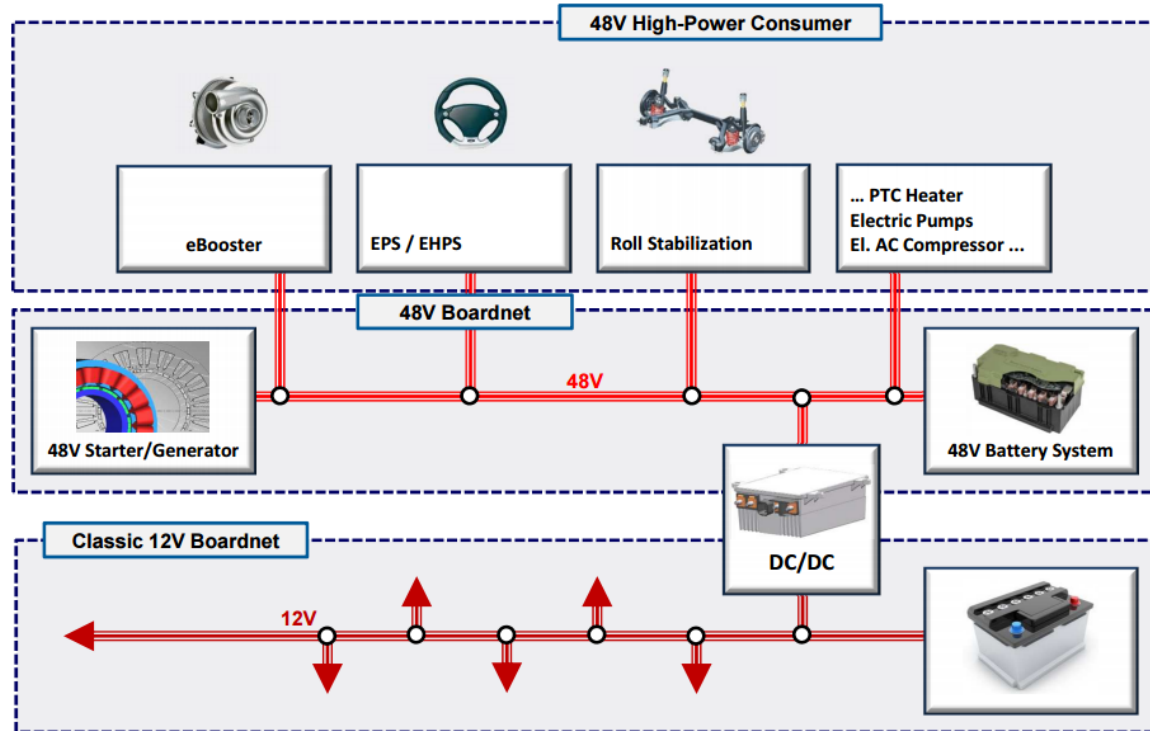 48V High-Power Consumer
eBooster
EPS / EHPS
Roll Stabilization
... PTC Heater
Electric Pumps
El. AC Compressor ...
48V Boardnet
48V
48V Starter/Generator
48V Battery System
DC/DC
Classic 12V Boardnet
12V